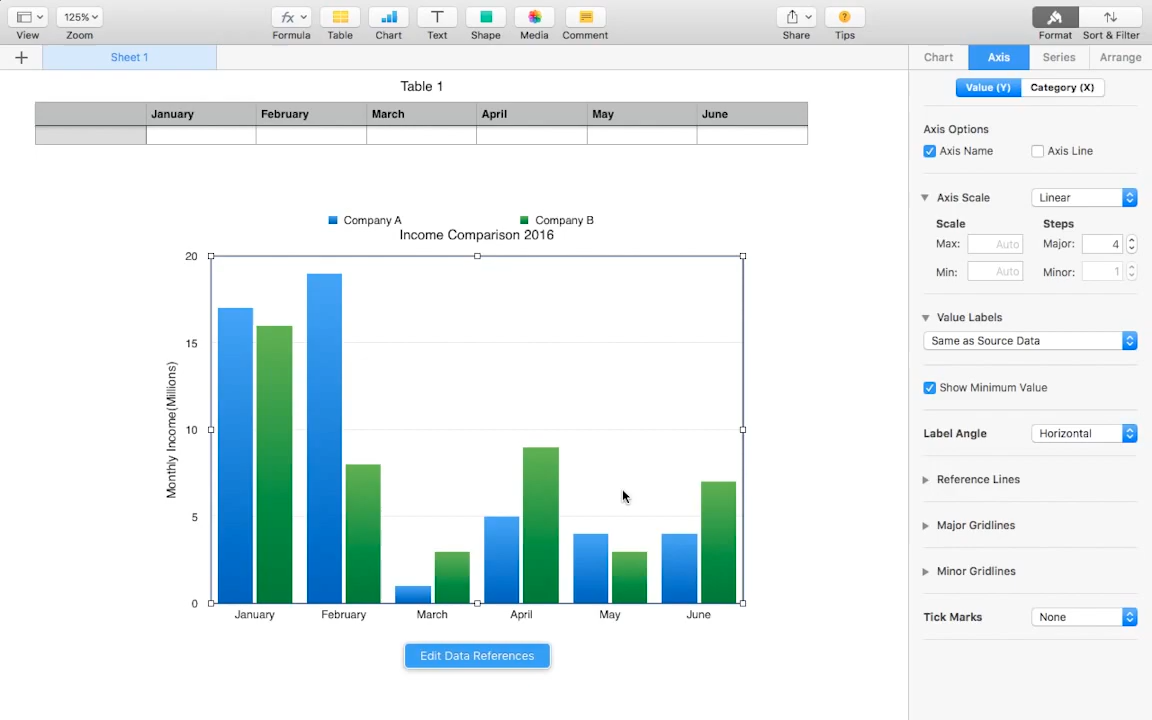 125%
View
Zoom
Formula
Table
Chart
Text
Shape
Media
Comment
Share
Tips
Format
Sort & Filter
Sheet 1
Chart
Axis
Series
Arrange
Value (Y)
Category (X)
Table 1
January February March April May June
Axis Options
Axis Name
Axis Line
Axis Scale
Linear
Scale
Steps
Max: Auto
Major: 4
Min: Auto
Minor: 1
Value Labels
Same as Source Data
Show Minimum Value
Label Angle
Horizontal
Reference Lines
Major Gridlines
Minor Gridlines
Tick Marks
None
Company A
Company B
Income Comparison 2016
Monthly Income(Millions)
20
15
10
5
0
January February March April May June
Edit Data References